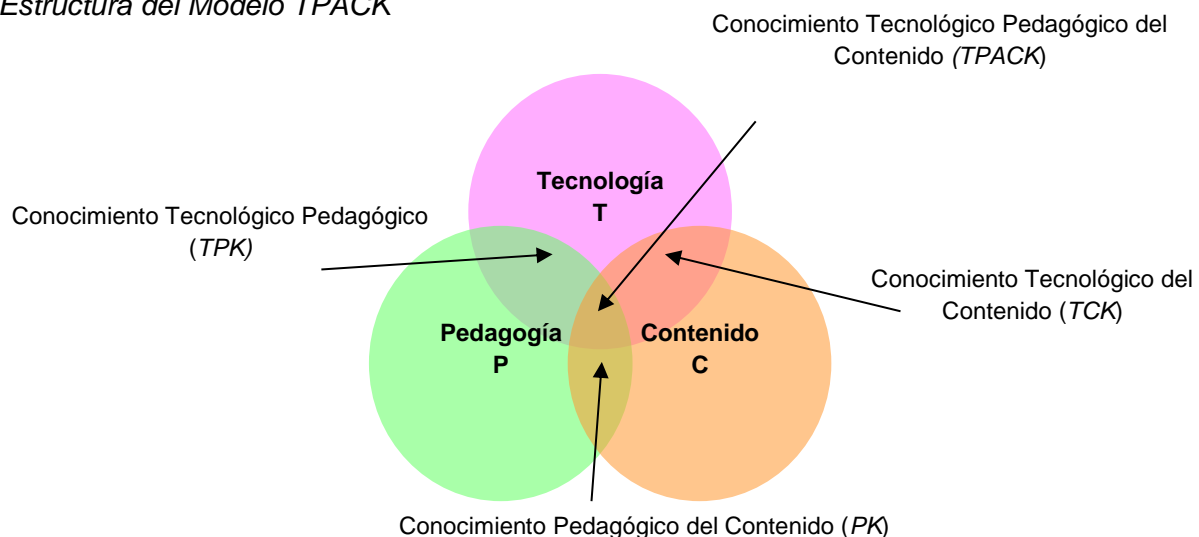 Estructura del Modelo TPACK
Conocimiento Tecnológico Pedagógico del
Contenido (TPACK)
Tecnología
T
Conocimiento Tecnológico Pedagógico
(TPK)
Conocimiento Tecnológico del
Contenido (TCK)
Pedagogía
P
Contenido
C
Conocimiento Pedagógico del Contenido (PK)